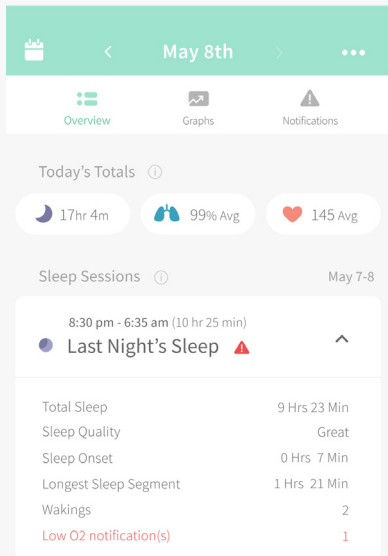 May 8th
Overview
Graphs
Notifications
Today's Totals
17hr 4m
99% Avg
145 Avg
Sleep Sessions
May 7-8
8:30 pm - 6:35 am (10 hr 25 min)
Last Night's Sleep
Total Sleep 9 Hrs 23 Min
Sleep Quality Great
Sleep Onset 0 Hrs 7 Min
Longest Sleep Segment 1 Hrs 21 Min
Wakings 2
Low O2 notification(s) 1